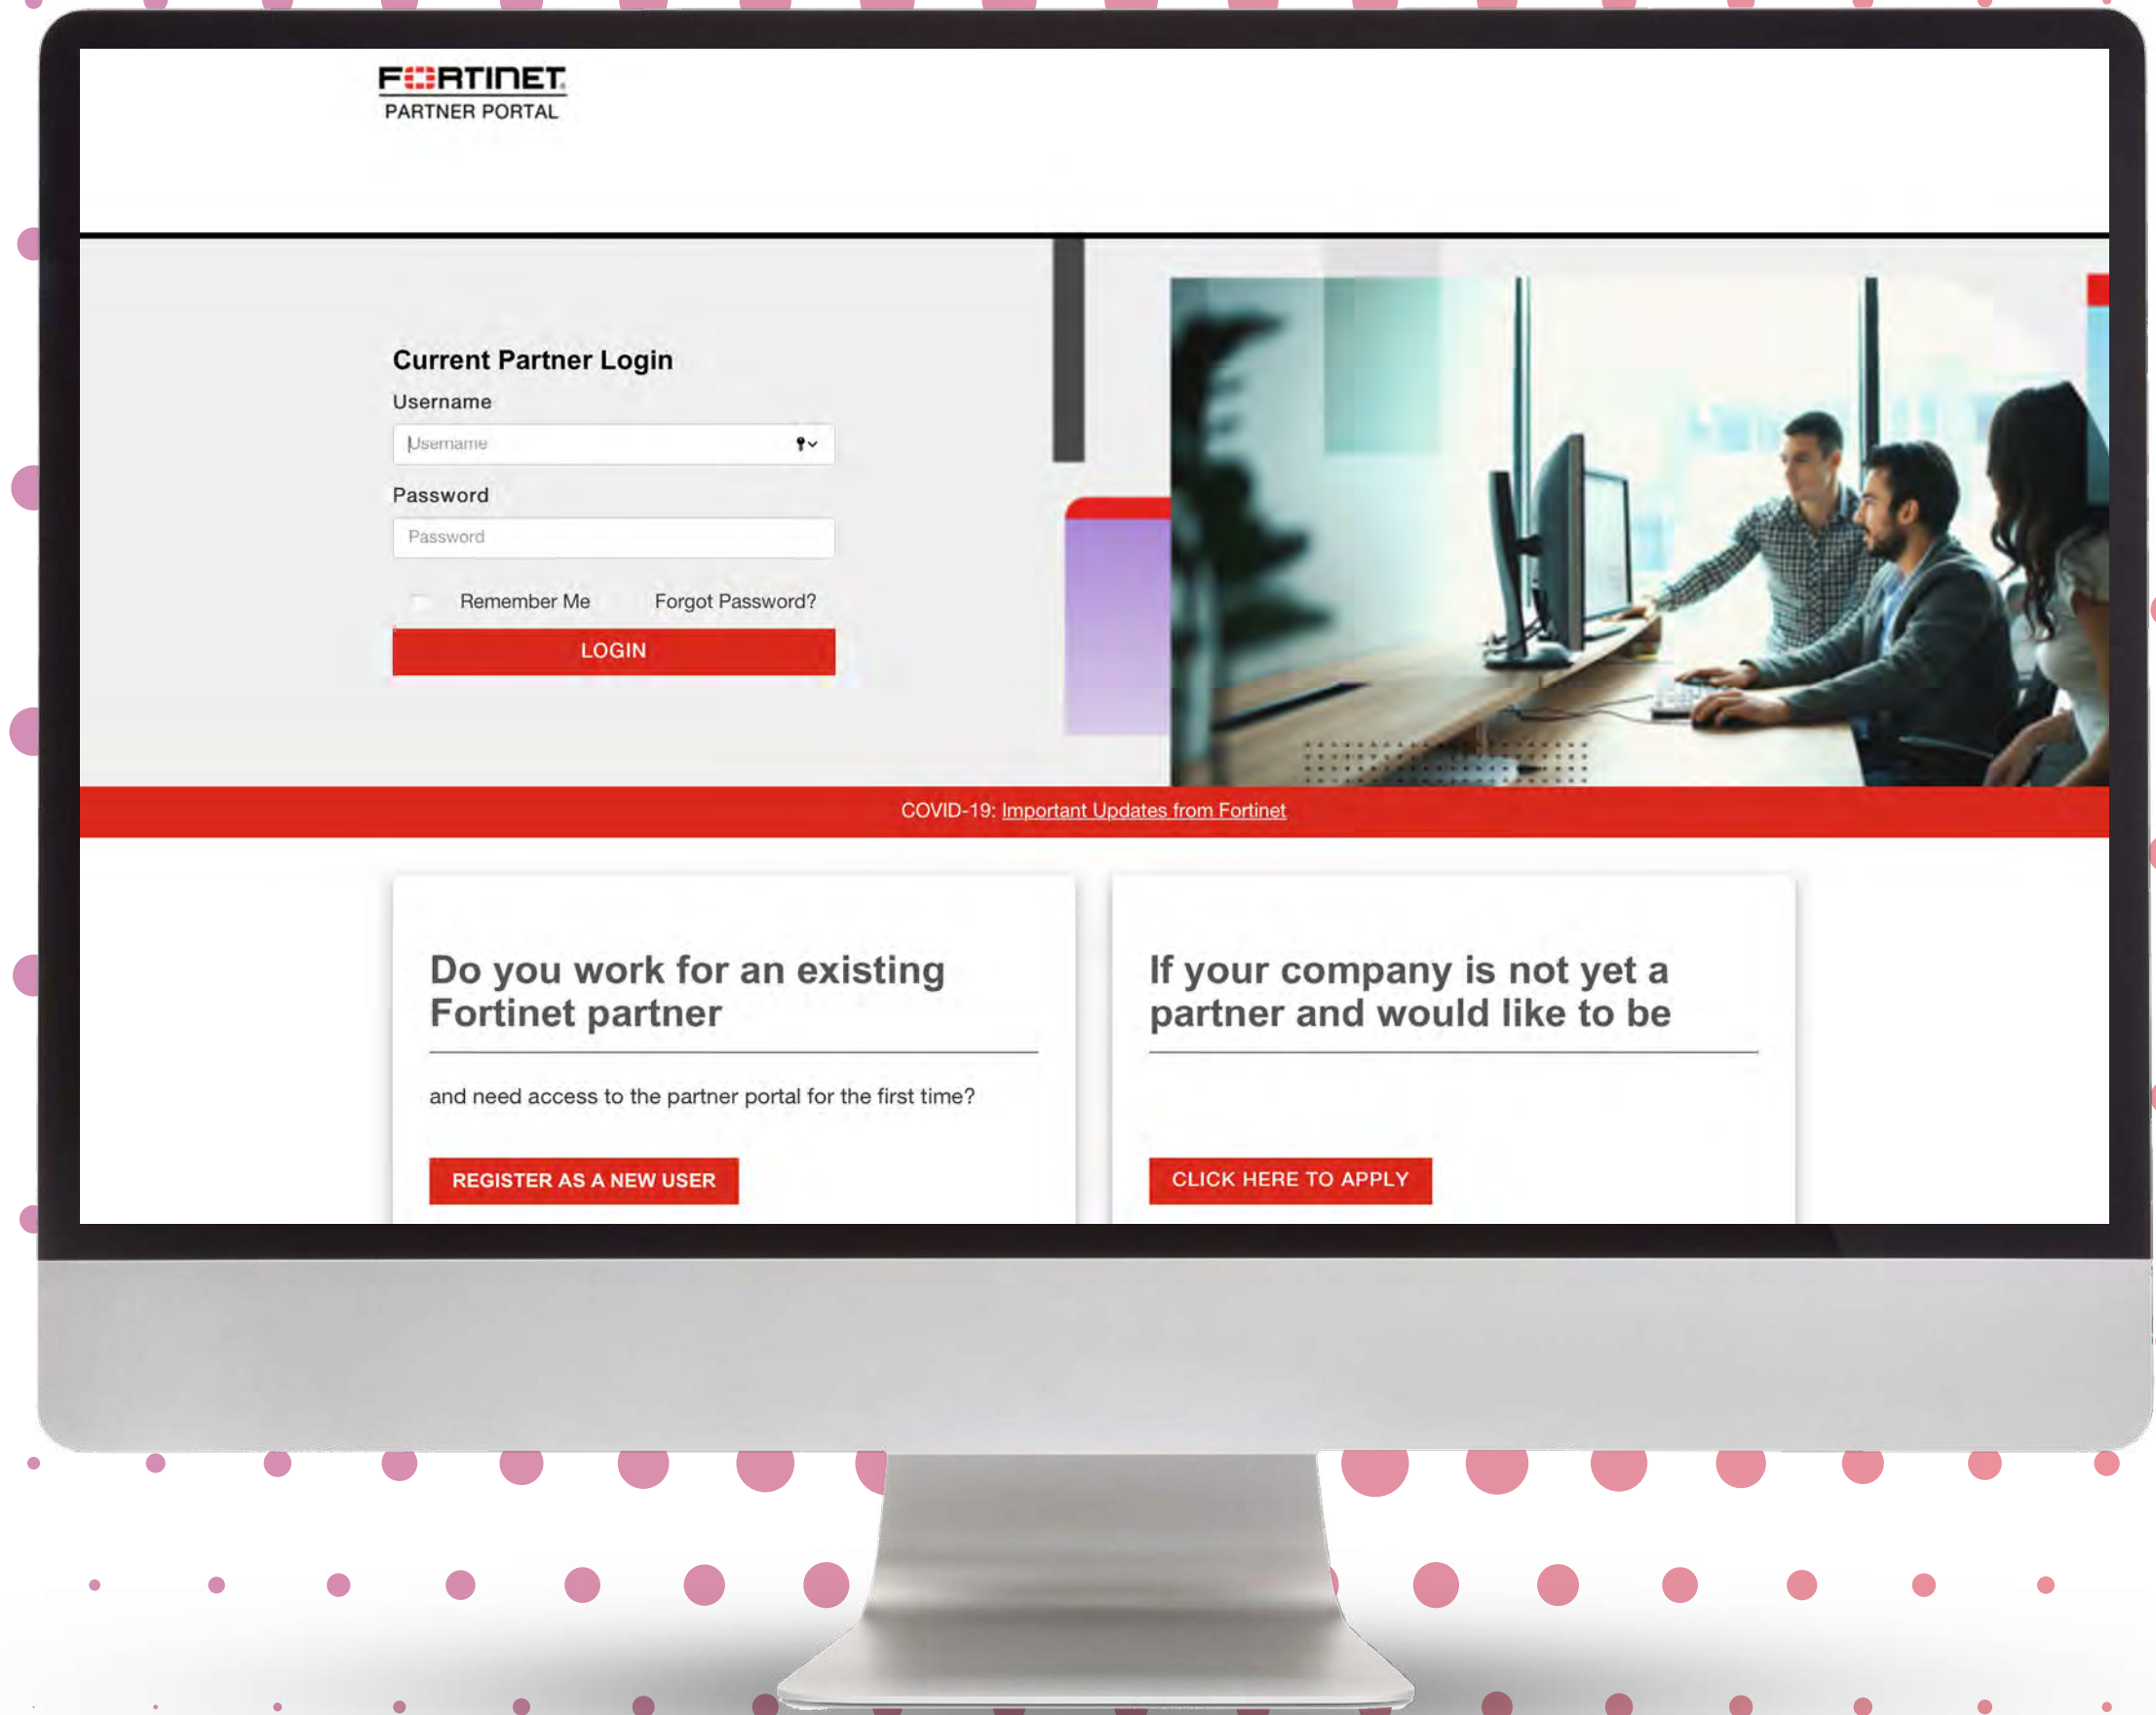 FORTINET
PARTNER PORTAL
Current Partner Login
Username
Username
Password
Password
Remember Me Forgot Password?
LOGIN
COVID-19: Important Updates from Fortinet
Do you work for an existing
Fortinet partner
and need access to the partner portal for the first time?
REGISTER AS A NEW USER
If your company is not yet a
partner and would like to be
CLICK HERE TO APPLY